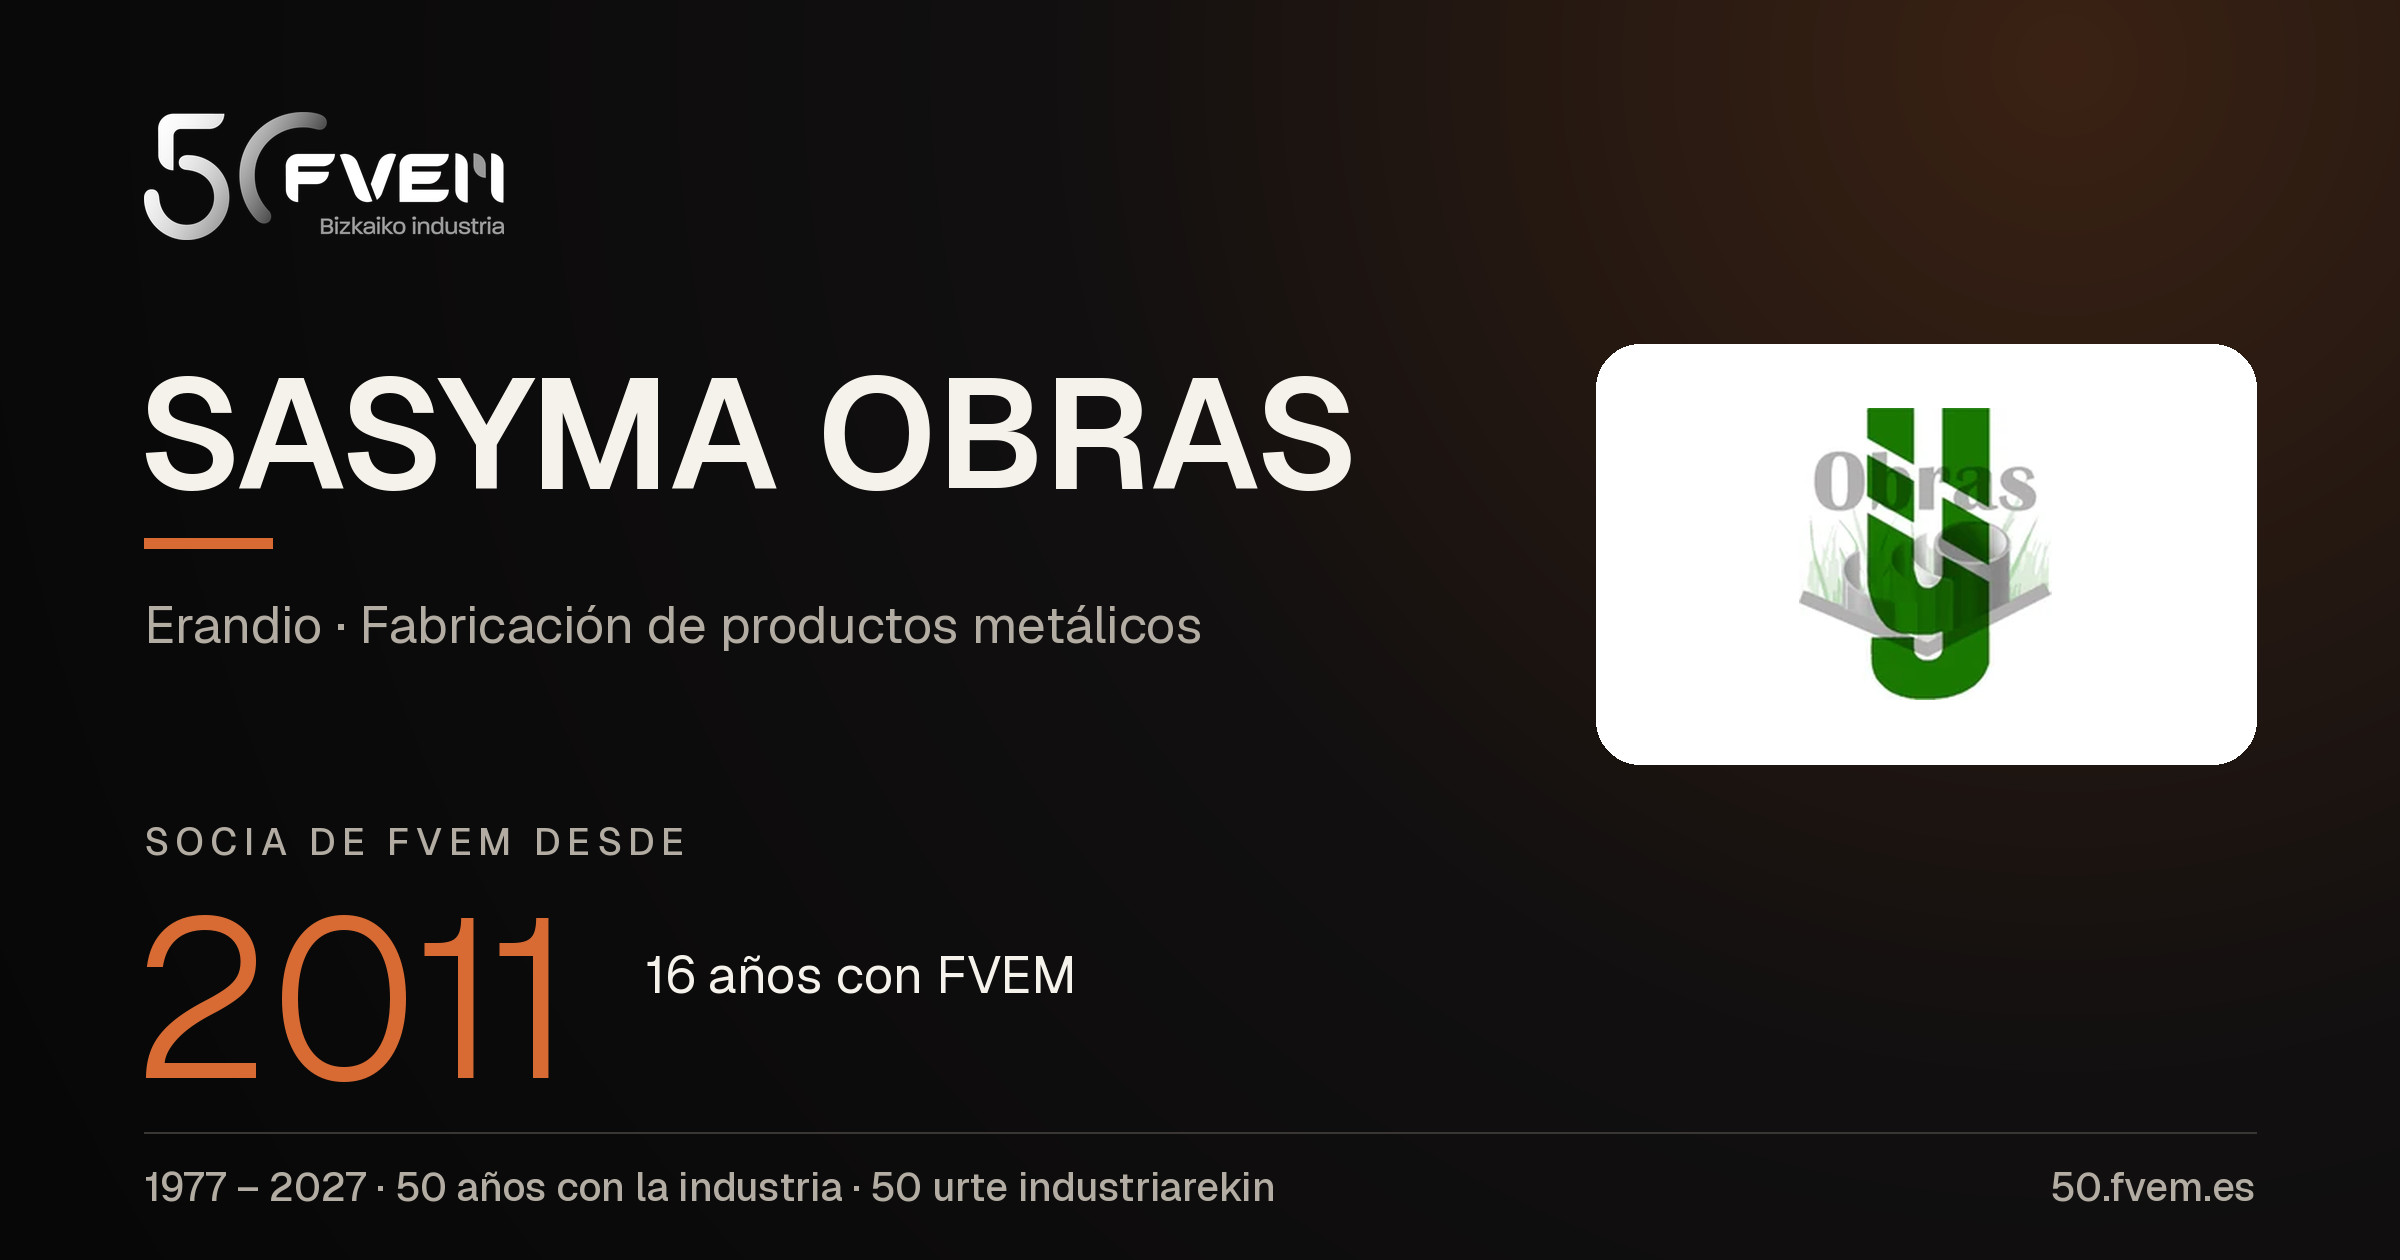 50 FVEM
Bizkaiko industria
SASYMA OBRAS
Obras
Erandio · Fabricación de productos metálicos
SOCIA DE FVEM DESDE
2011
16 años con FVEM
1977 – 2027 · 50 años con la industria · 50 urte industriarekin
50.fvem.es